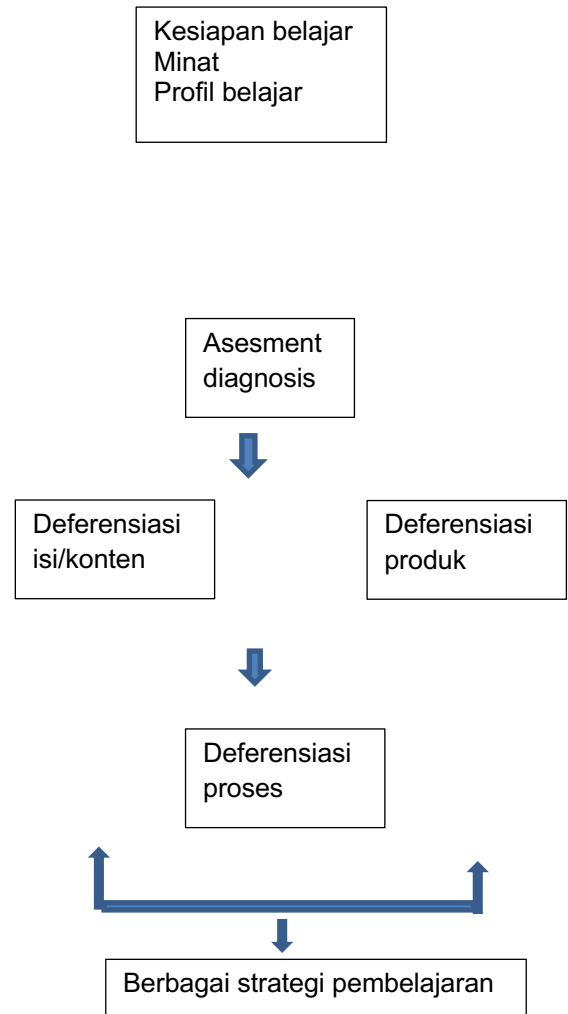 Kesiapan belajar
Minat
Profil belajar
Asesment
diagnosis
Deferensiasi
isi/konten
Deferensiasi
produk
Deferensiasi
proses
Berbagai strategi pembelajaran